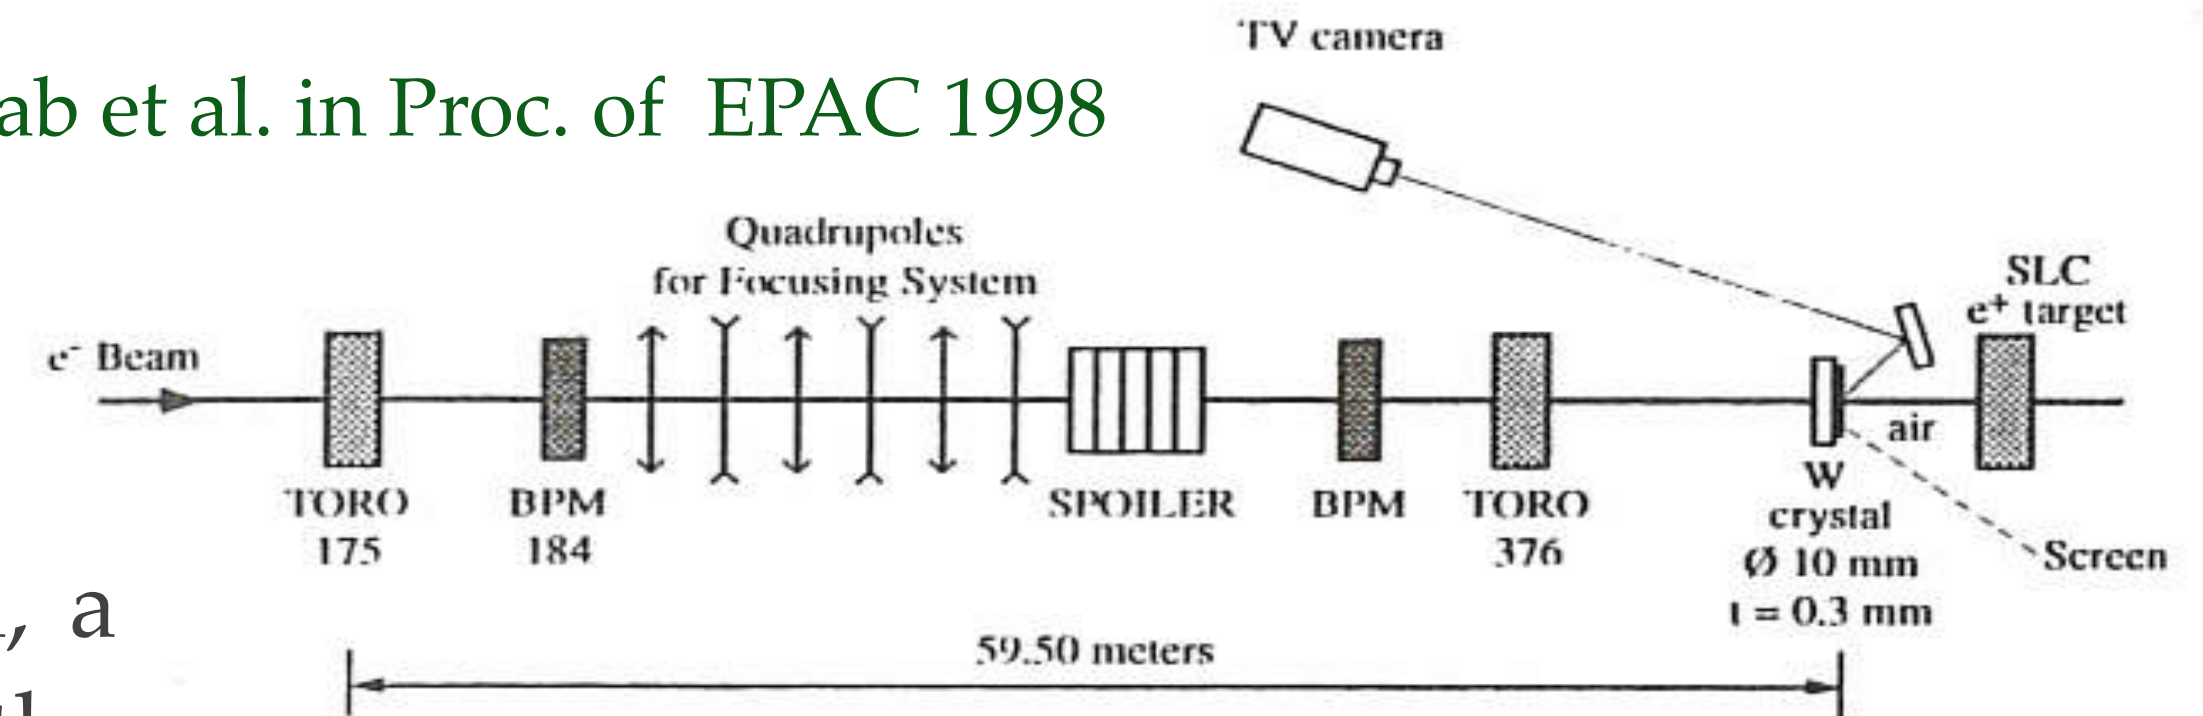 TV camera
ab et al. in Proc. of EPAC 1998
Quadrupoles
for Focusing System
SLC
e⁺ target
e⁻ Beam
air
TORO
175
BPM
184
SPOILER
BPM
TORO
376
W
crystal
Ø 10 mm
t = 0.3 mm
Screen
, a
59.50 meters